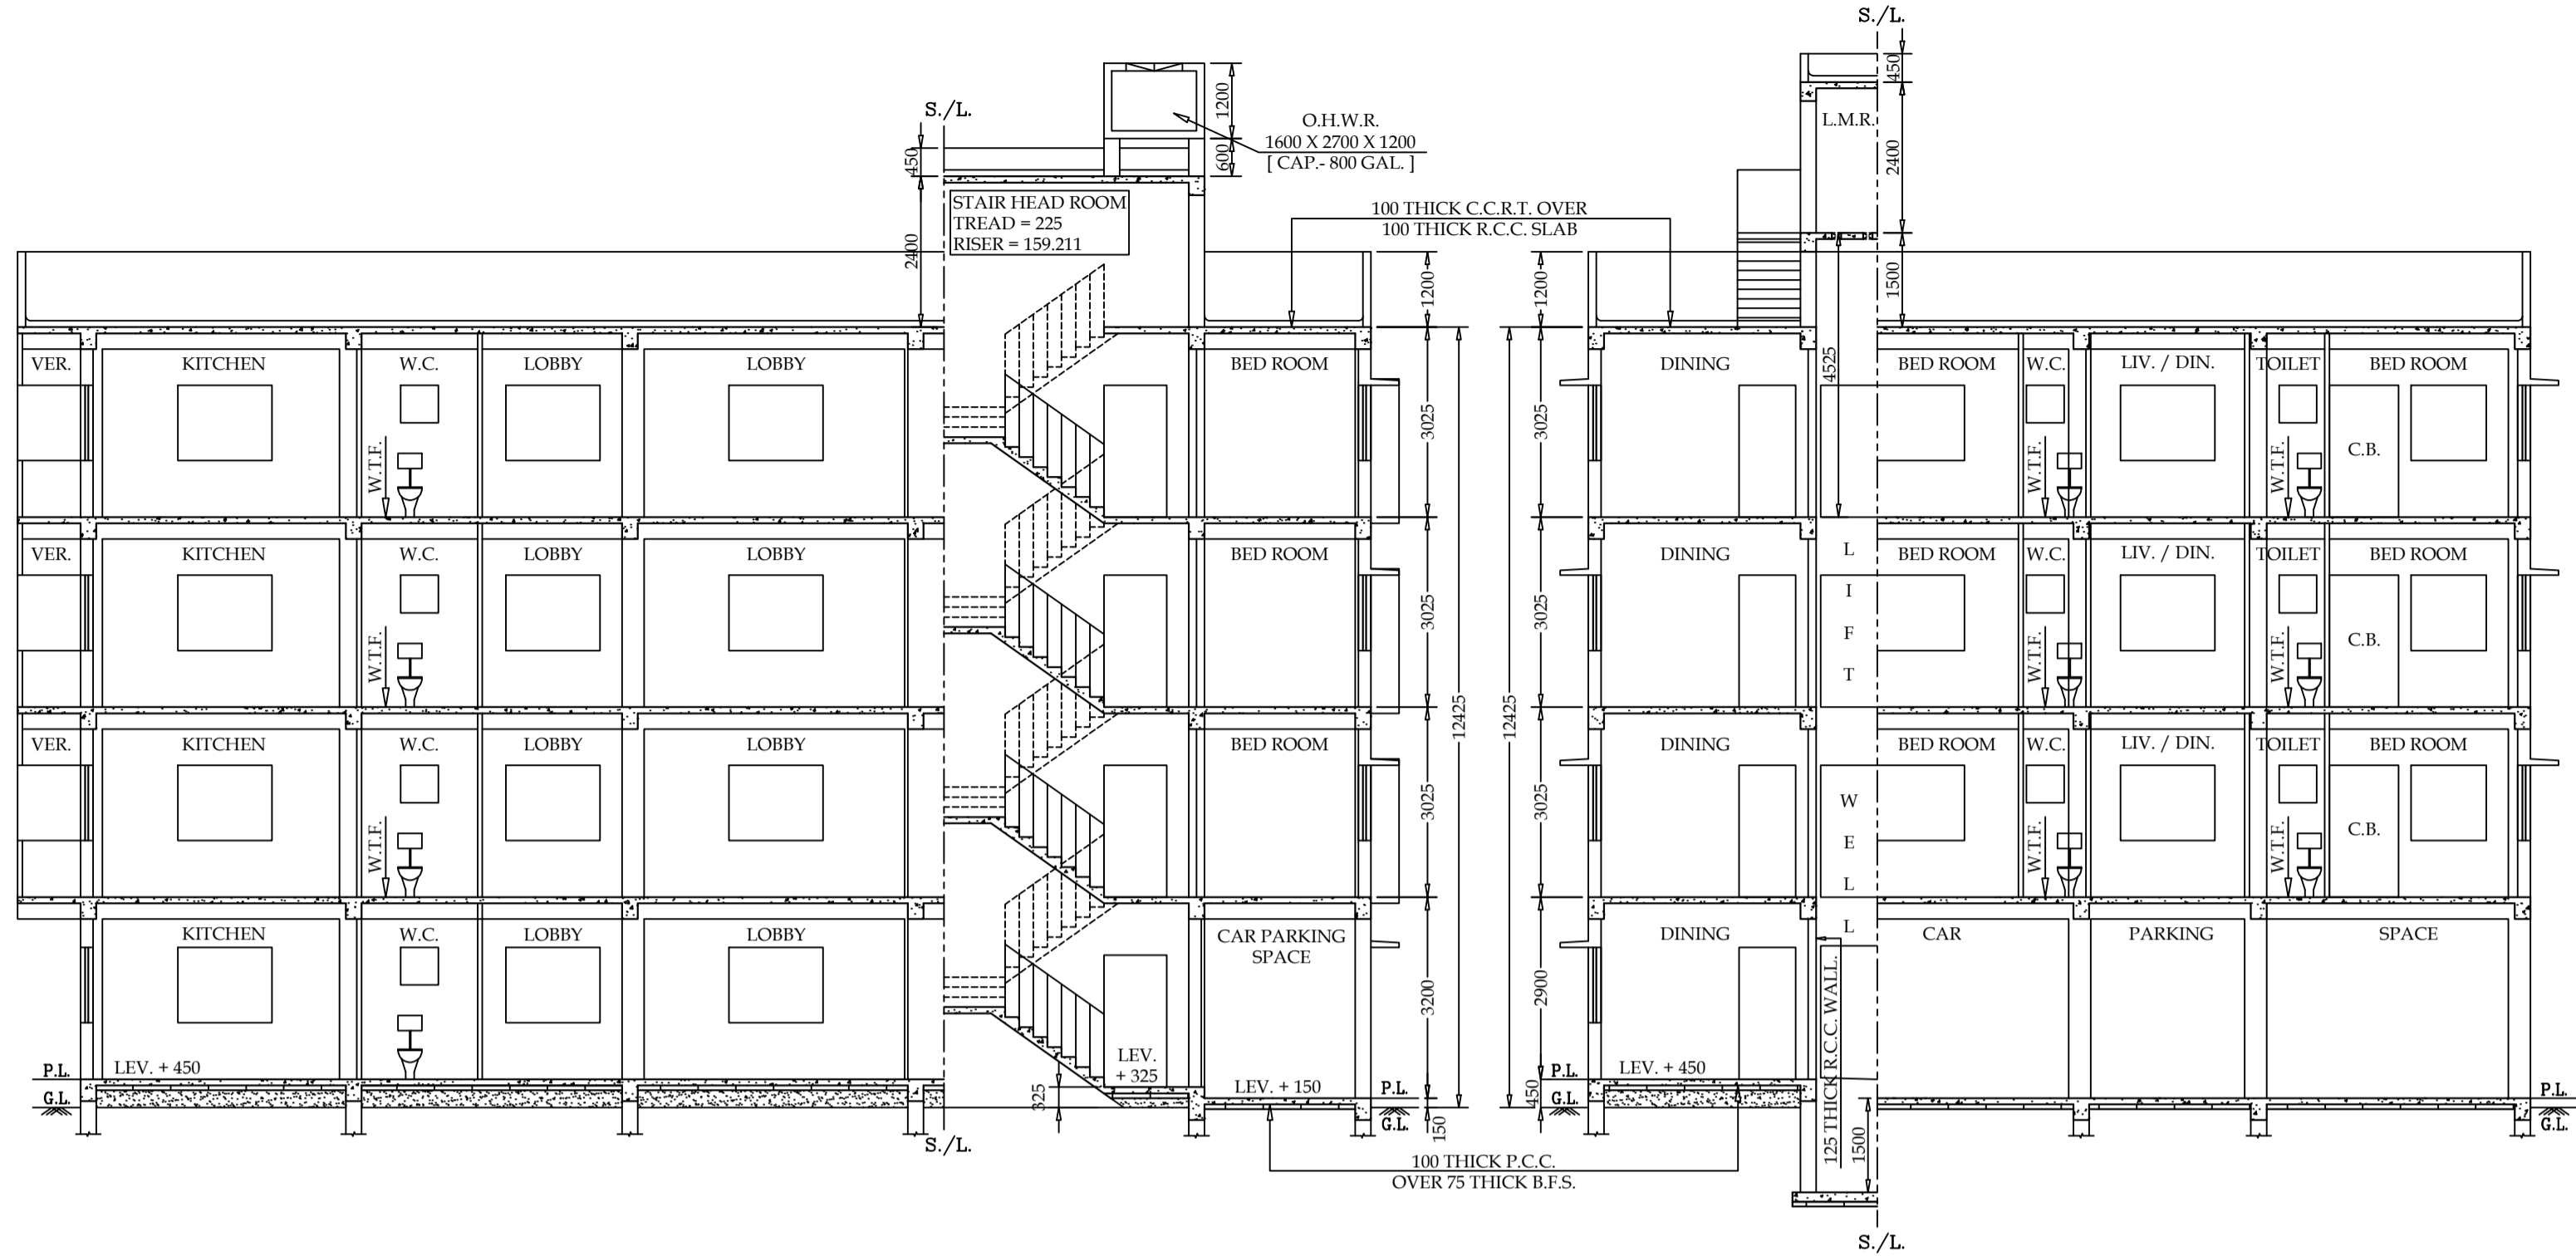 S./L.
450
1200
S./L.
L.M.R.
O.H.W.R.
1600 X 2700 X 1200
[ CAP.- 800 GAL. ]
450
600
2400
STAIR HEAD ROOM
TREAD = 225
RISER = 159.211
2400
100 THICK C.C.R.T. OVER
100 THICK R.C.C. SLAB
1200
1200
1500
VER.
KITCHEN
W.C.
LOBBY
LOBBY
BED ROOM
DINING
BED ROOM
W.C.
LIV. / DIN.
TOILET
BED ROOM
W.T.F.
3025
3025
4525
W.T.F.
W.T.F.
C.B.
VER.
KITCHEN
W.C.
LOBBY
LOBBY
BED ROOM
DINING
BED ROOM
W.C.
LIV. / DIN.
TOILET
BED ROOM
W.T.F.
3025
3025
W.T.F.
W.T.F.
C.B.
L
I
F
T
12425
12425
VER.
KITCHEN
W.C.
LOBBY
LOBBY
BED ROOM
DINING
BED ROOM
W.C.
LIV. / DIN.
TOILET
BED ROOM
W.T.F.
3025
3025
W.T.F.
W.T.F.
C.B.
W
E
L
L
KITCHEN
W.C.
LOBBY
LOBBY
CAR PARKING
SPACE
DINING
CAR
PARKING
SPACE
3200
2900
125 THICK R.C.C. WALL.
P.L.
LEV. + 450
G.L.
325
LEV.
+ 325
LEV. + 150
P.L.
G.L.
150
P.L.
LEV. + 450
G.L.
450
1500
P.L.
G.L.
S./L.
100 THICK P.C.C.
OVER 75 THICK B.F.S.
S./L.